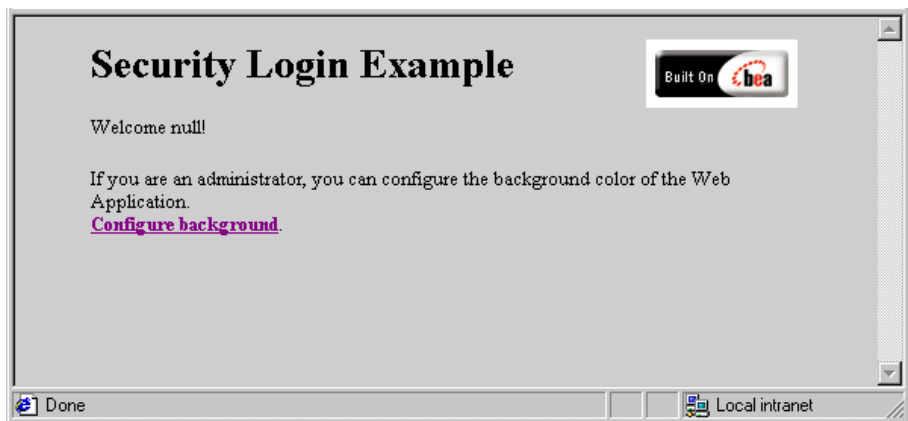 Security Login Example
Built On bea
Welcome null!
If you are an administrator, you can configure the background color of the Web
Application.
Configure background.
Done
Local intranet